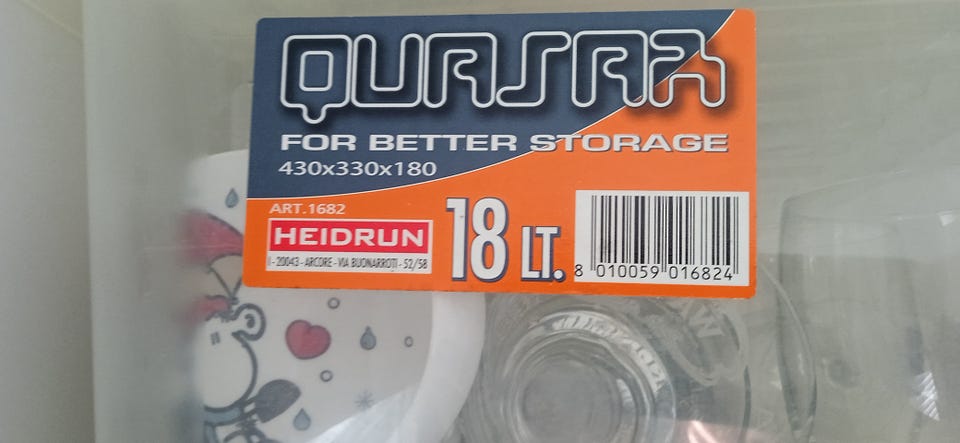 QUASAR
FOR BETTER STORAGE
430x330x180
ART.1682
HEIDRUN
I - 20043 - ARCORE - VIA BUONARROTI - 52/58
18 LT.
8 010059 016824